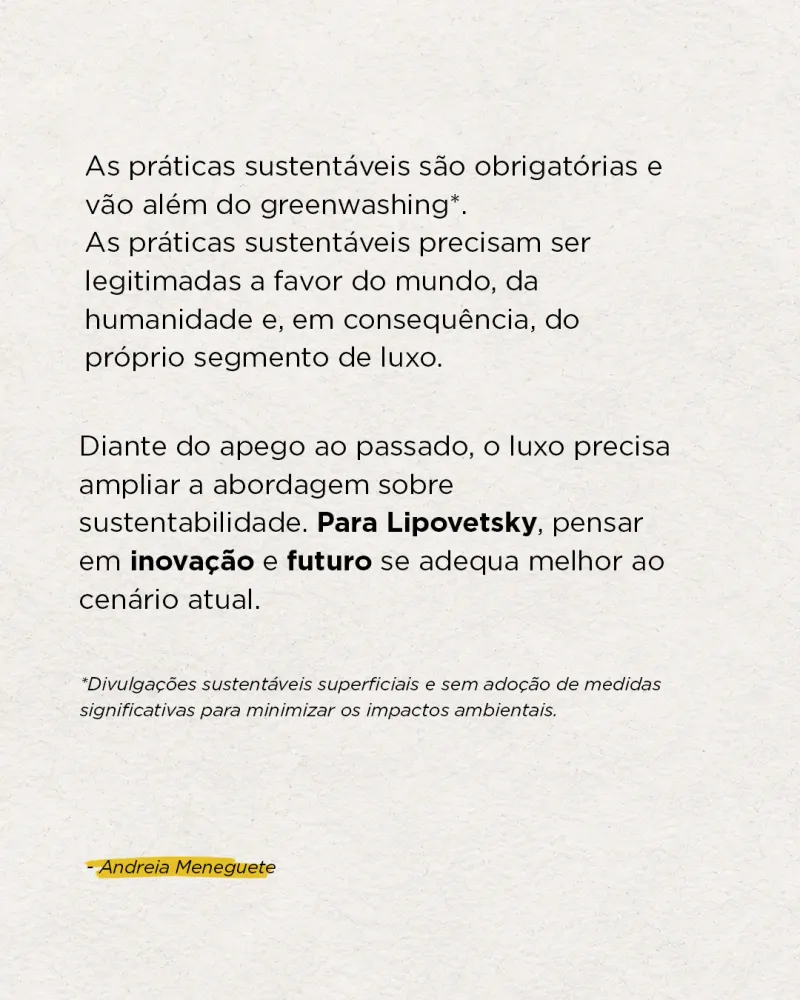 As práticas sustentáveis são obrigatórias e
vão além do greenwashing*.
As práticas sustentáveis precisam ser
legitimadas a favor do mundo, da
humanidade e, em consequência, do
próprio segmento de luxo.
Diante do apego ao passado, o luxo precisa
ampliar a abordagem sobre
sustentabilidade. Para Lipovetsky, pensar
em inovação e futuro se adequa melhor ao
cenário atual.
*Divulgações sustentáveis superficiais e sem adoção de medidas
significativas para minimizar os impactos ambientais.
- Andreia Meneguete